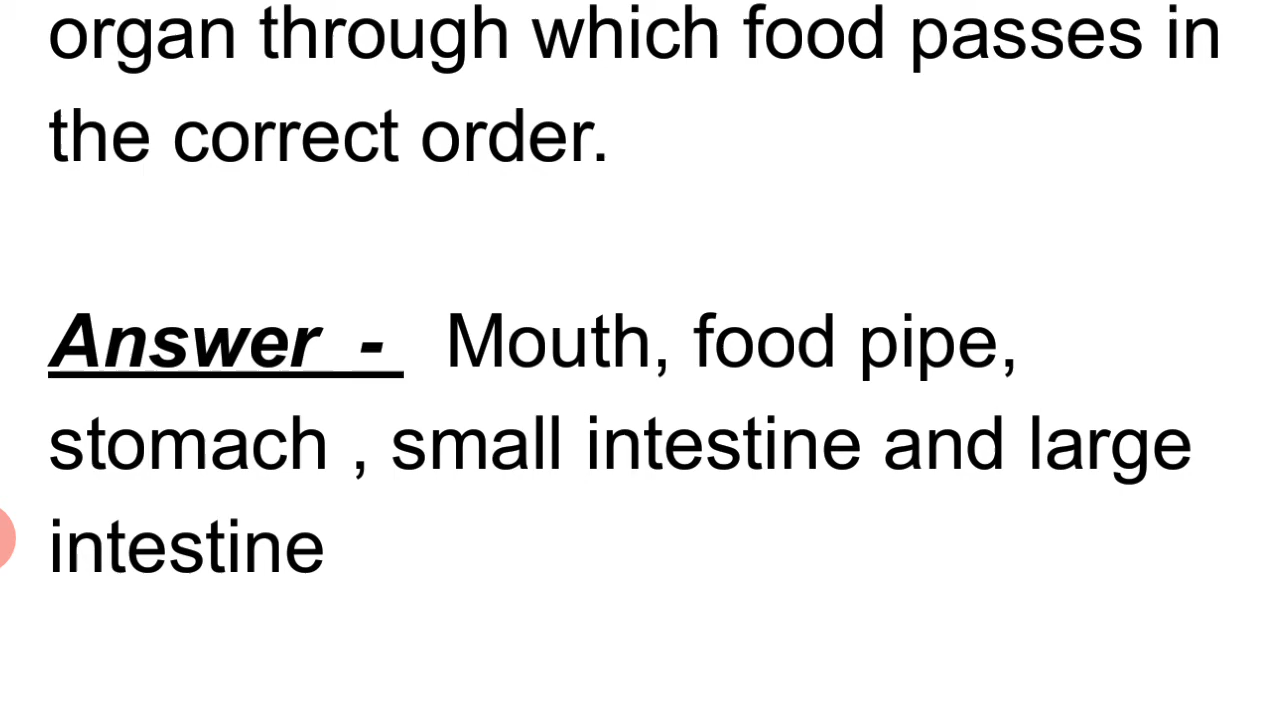 organ through which food passes in
the correct order.
Answer - Mouth, food pipe,
stomach , small intestine and large
intestine